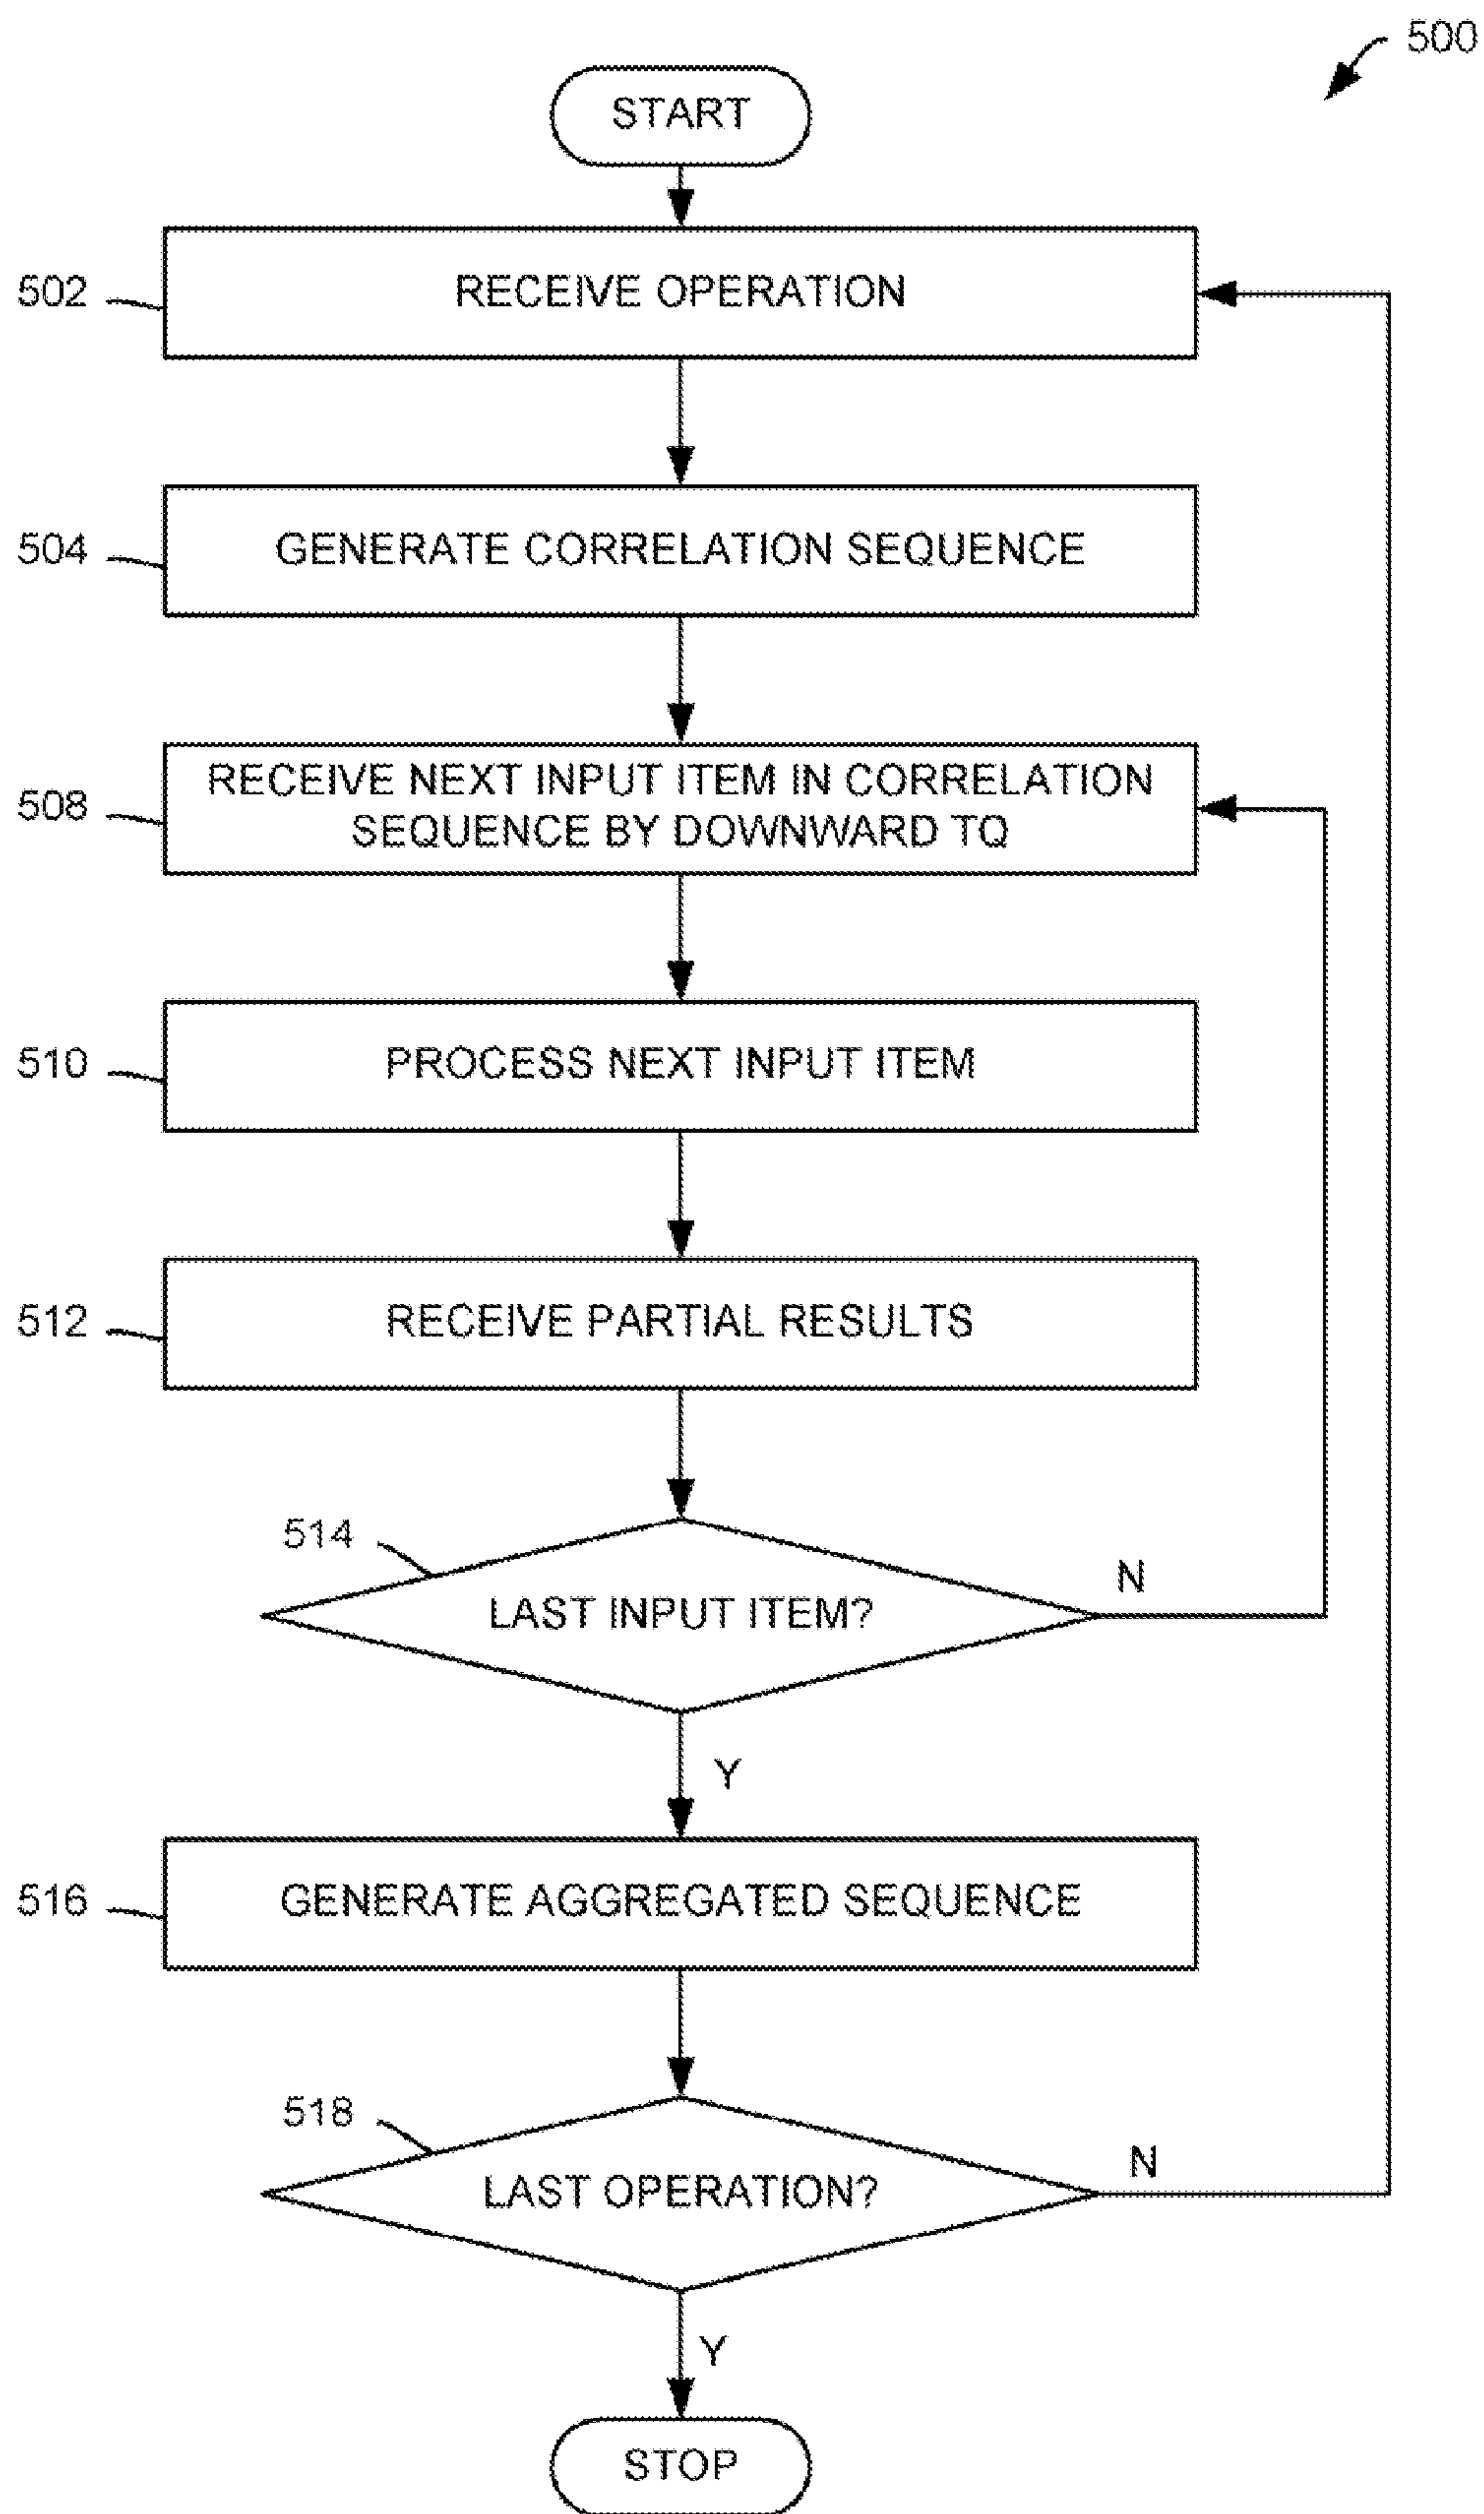 500
START
502
RECEIVE OPERATION
504
GENERATE CORRELATION SEQUENCE
508
RECEIVE NEXT INPUT ITEM IN CORRELATION
SEQUENCE BY DOWNWARD TQ
510
PROCESS NEXT INPUT ITEM
512
RECEIVE PARTIAL RESULTS
514
LAST INPUT ITEM?
N
Y
516
GENERATE AGGREGATED SEQUENCE
518
LAST OPERATION?
N
Y
STOP